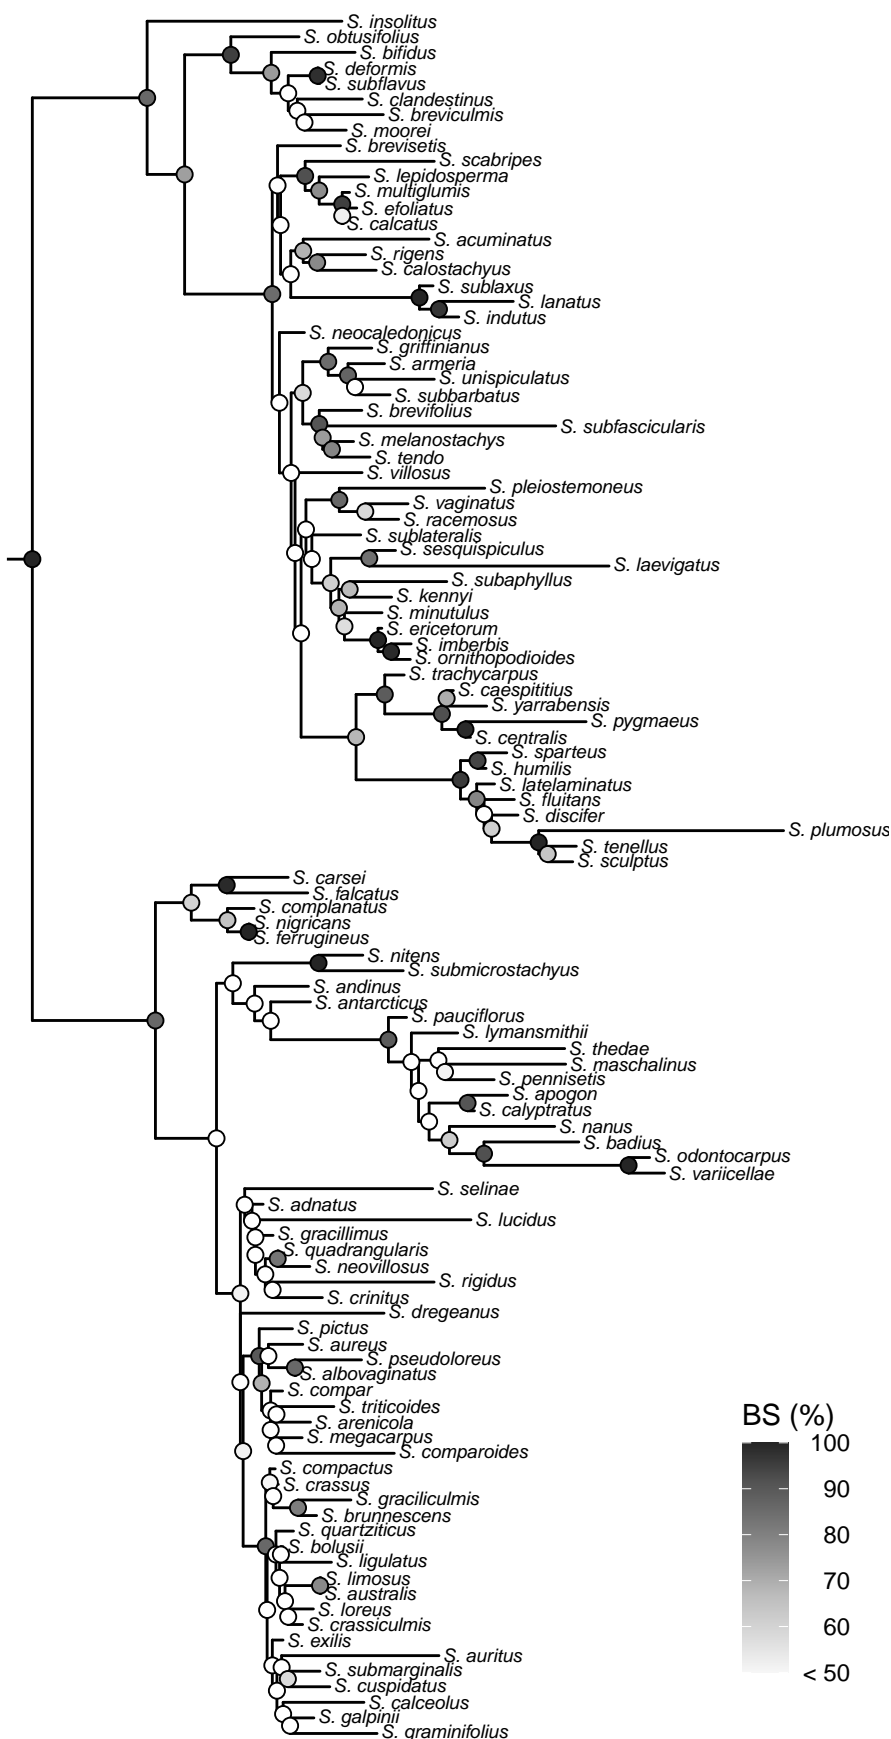 S. insolitus
S. obtusifolius
S. bifidus
S. deformis
S. subflavus
S. clandestinus
S. breviculmis
S. moorei
S. brevisetis
S. scabripes
S. lepidosperma
S. multiglumis
S. efoliatus
S. calcatus
S. acuminatus
S. rigens
S. calostachyus
S. sublaxus
S. lanatus
S. indutus
S. neocaledonicus
S. griffinianus
S. armeria
S. unispiculatus
S. subbarbatus
S. brevifolius
S. subfascicularis
S. melanostachys
S. tendo
S. villosus
S. pleiostemoneus
S. vaginatus
S. racemosus
S. sublateralis
S. sesquispiculus
S. laevigatus
S. subaphyllus
S. kennyi
S. minutulus
S. ericetorum
S. imberbis
S. ornithopodioides
S. trachycarpus
S. caespititius
S. yarrabensis
S. pygmaeus
S. centralis
S. sparteus
S. humilis
S. latelaminatus
S. fluitans
S. discifer
S. plumosus
S. tenellus
S. sculptus
S. carsei
S. falcatus
S. complanatus
S. nigricans
S. ferrugineus
S. nitens
S. submicrostachyus
S. andinus
S. antarcticus
S. pauciflorus
S. lymansmithii
S. thedae
S. maschalinus
S. pennisetis
S. apogon
S. calyptratus
S. nanus
S. badius
S. odontocarpus
S. variicellae
S. selinae
S. adnatus
S. lucidus
S. gracillimus
S. quadrangularis
S. neovillosus
S. rigidus
S. crinitus
S. dregeanus
S. pictus
S. aureus
S. pseudoloreus
S. albovaginatus
S. compar
S. triticoides
S. arenicola
S. megacarpus
S. comparoides
S. compactus
S. crassus
S. graciliculmis
S. brunnescens
S. quartziticus
S. bolusii
S. ligulatus
S. limosus
S. australis
S. loreus
S. crassiculmis
S. exilis
S. auritus
S. submarginalis
S. cuspidatus
S. calceolus
S. galpinii
S. graminifolius
BS (%)
100
90
80
70
60
< 50